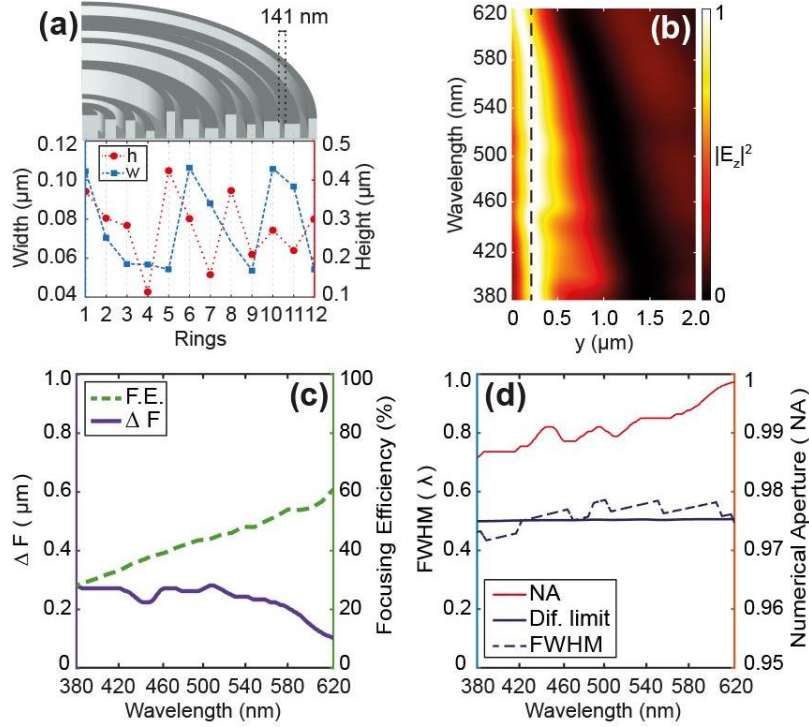 (a)
141 nm
0.12
0.10
0.08
0.06
0.04
Width (μm)
h
w
0.5
0.4
0.3
0.2
0.1
Height (μm)
1 2 3 4 5 6 7 8 9 10 11 12
Rings
(b)
620
580
540
500
460
420
380
Wavelength (nm)
0 0.5 1.0 1.5 2.0
y (μm)
1
|E_z|²
0
(c)
1.0
0.8
0.6
0.4
0.2
0
Δ F ( μm )
F.E.
Δ F
100
80
60
40
20
0
Focusing Efficiency (%)
380 420 460 500 540 580 620
Wavelength (nm)
(d)
1.0
0.8
0.6
0.4
0.2
0
FWHM ( λ )
NA
Dif. limit
FWHM
1
0.99
0.98
0.97
0.96
0.95
Numerical Aperture ( NA)
380 420 460 500 540 580 620
Wavelength (nm)